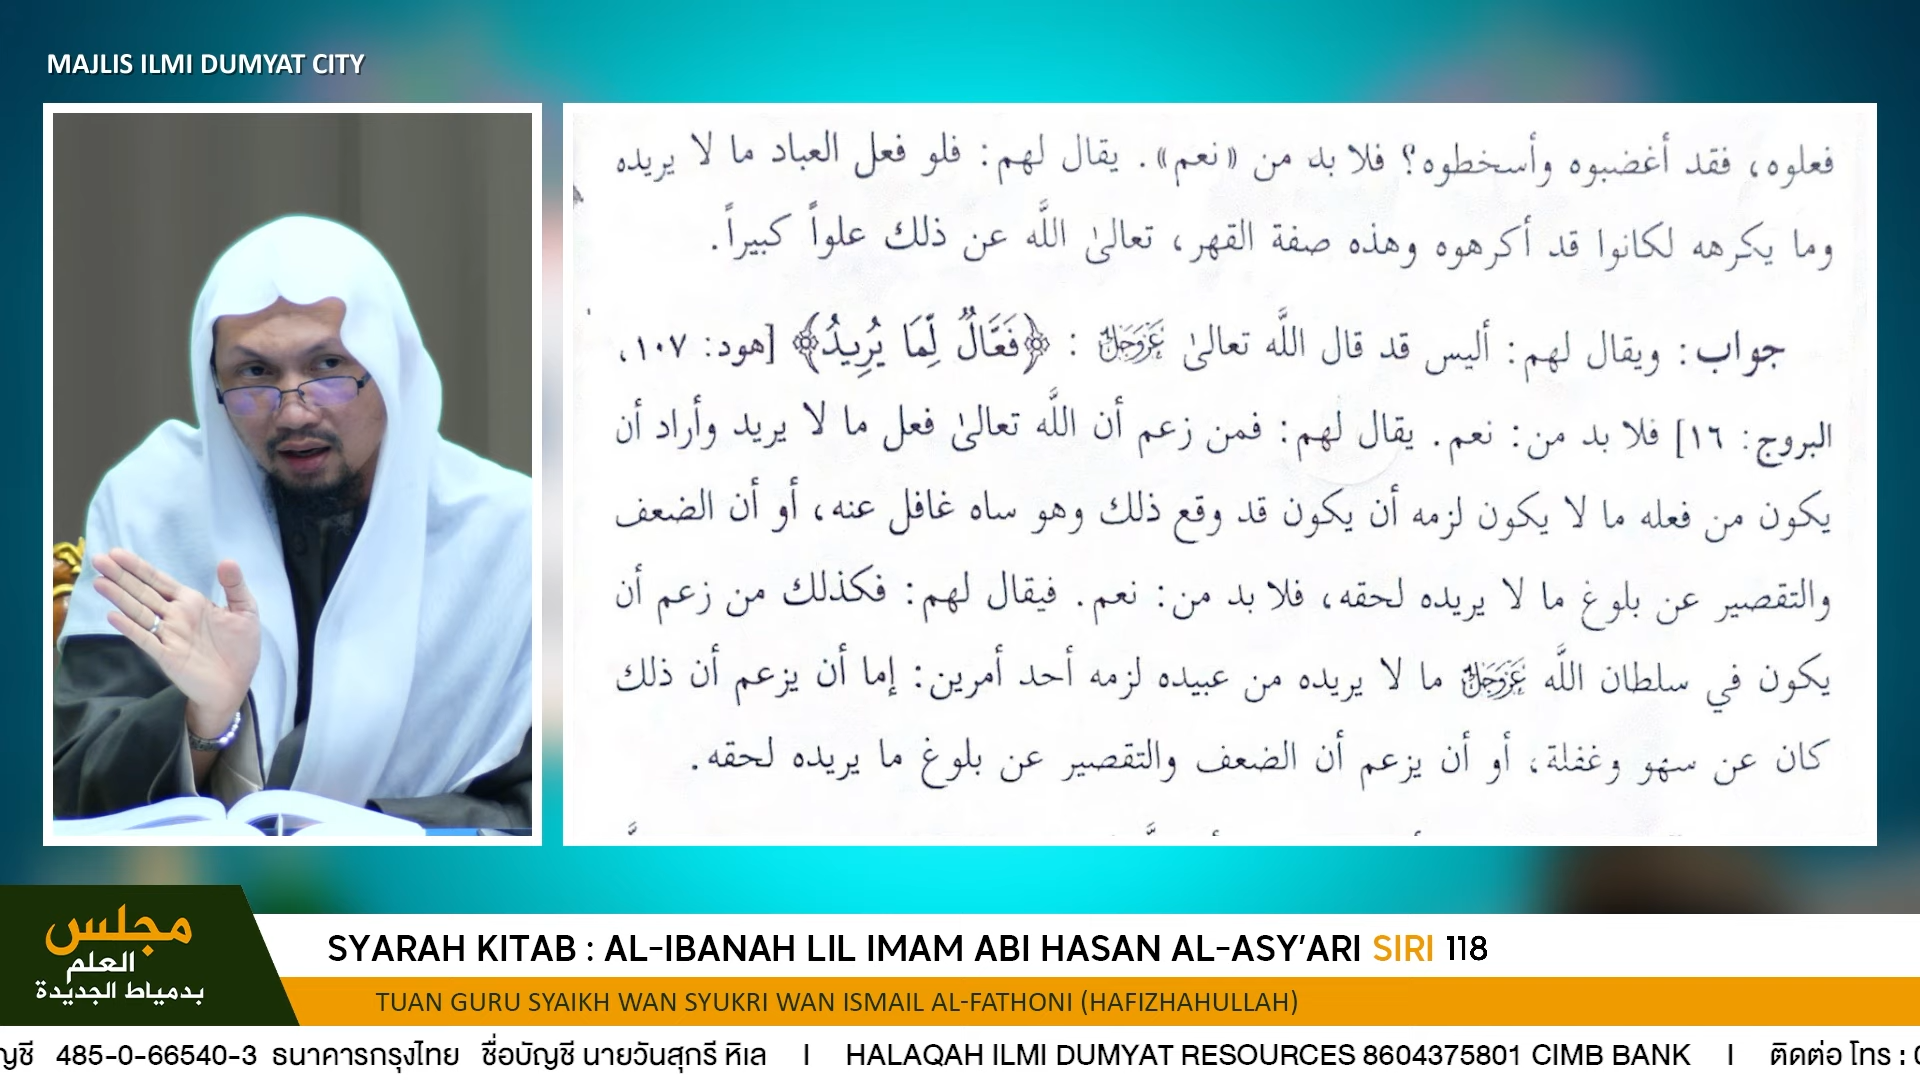 MAJLIS ILMI DUMYAT CITY
فعلوه، فقد أغضبوه وأسخطوه؟ فلا بد من «نعم». يقال لهم: فلو فعل العباد ما لا يريده
وما يكرهه لكانوا قد أكرهوه وهذه صفة القهر، تعالىٰ اللَّه عن ذلك علواً كبيراً.
جواب: ويقال لهم: أليس قد قال اللَّه تعالىٰ عَزَّوَجَلَّ : ﴿فَعَّالٌ لِّمَا يُرِيدُ﴾ [هود: ١٠٧،
البروج: ١٦] فلا بد من: نعم. يقال لهم: فمن زعم أن اللَّه تعالىٰ فعل ما لا يريد وأراد أن
يكون من فعله ما لا يكون لزمه أن يكون قد وقع ذلك وهو ساه غافل عنه، أو أن الضعف
والتقصير عن بلوغ ما لا يريده لحقه، فلا بد من: نعم. فيقال لهم: فكذلك من زعم أن
يكون في سلطان اللَّه عَزَّوَجَلَّ ما لا يريده من عبيده لزمه أحد أمرين: إما أن يزعم أن ذلك
كان عن سهو وغفلة، أو أن يزعم أن الضعف والتقصير عن بلوغ ما يريده لحقه.
مجلس
العلم
بدمياط الجديدة
SYARAH KITAB : AL-IBANAH LIL IMAM ABI HASAN AL-ASY'ARI SIRI 118
TUAN GURU SYAIKH WAN SYUKRI WAN ISMAIL AL-FATHONI (HAFIZHAHULLAH)
485-0-66540-3 ธนาคารกรุงไทย ชื่อบัญชี นายวันสุกรี หิเล | HALAQAH ILMI DUMYAT RESOURCES 8604375801 CIMB BANK | ติดต่อ โทร :